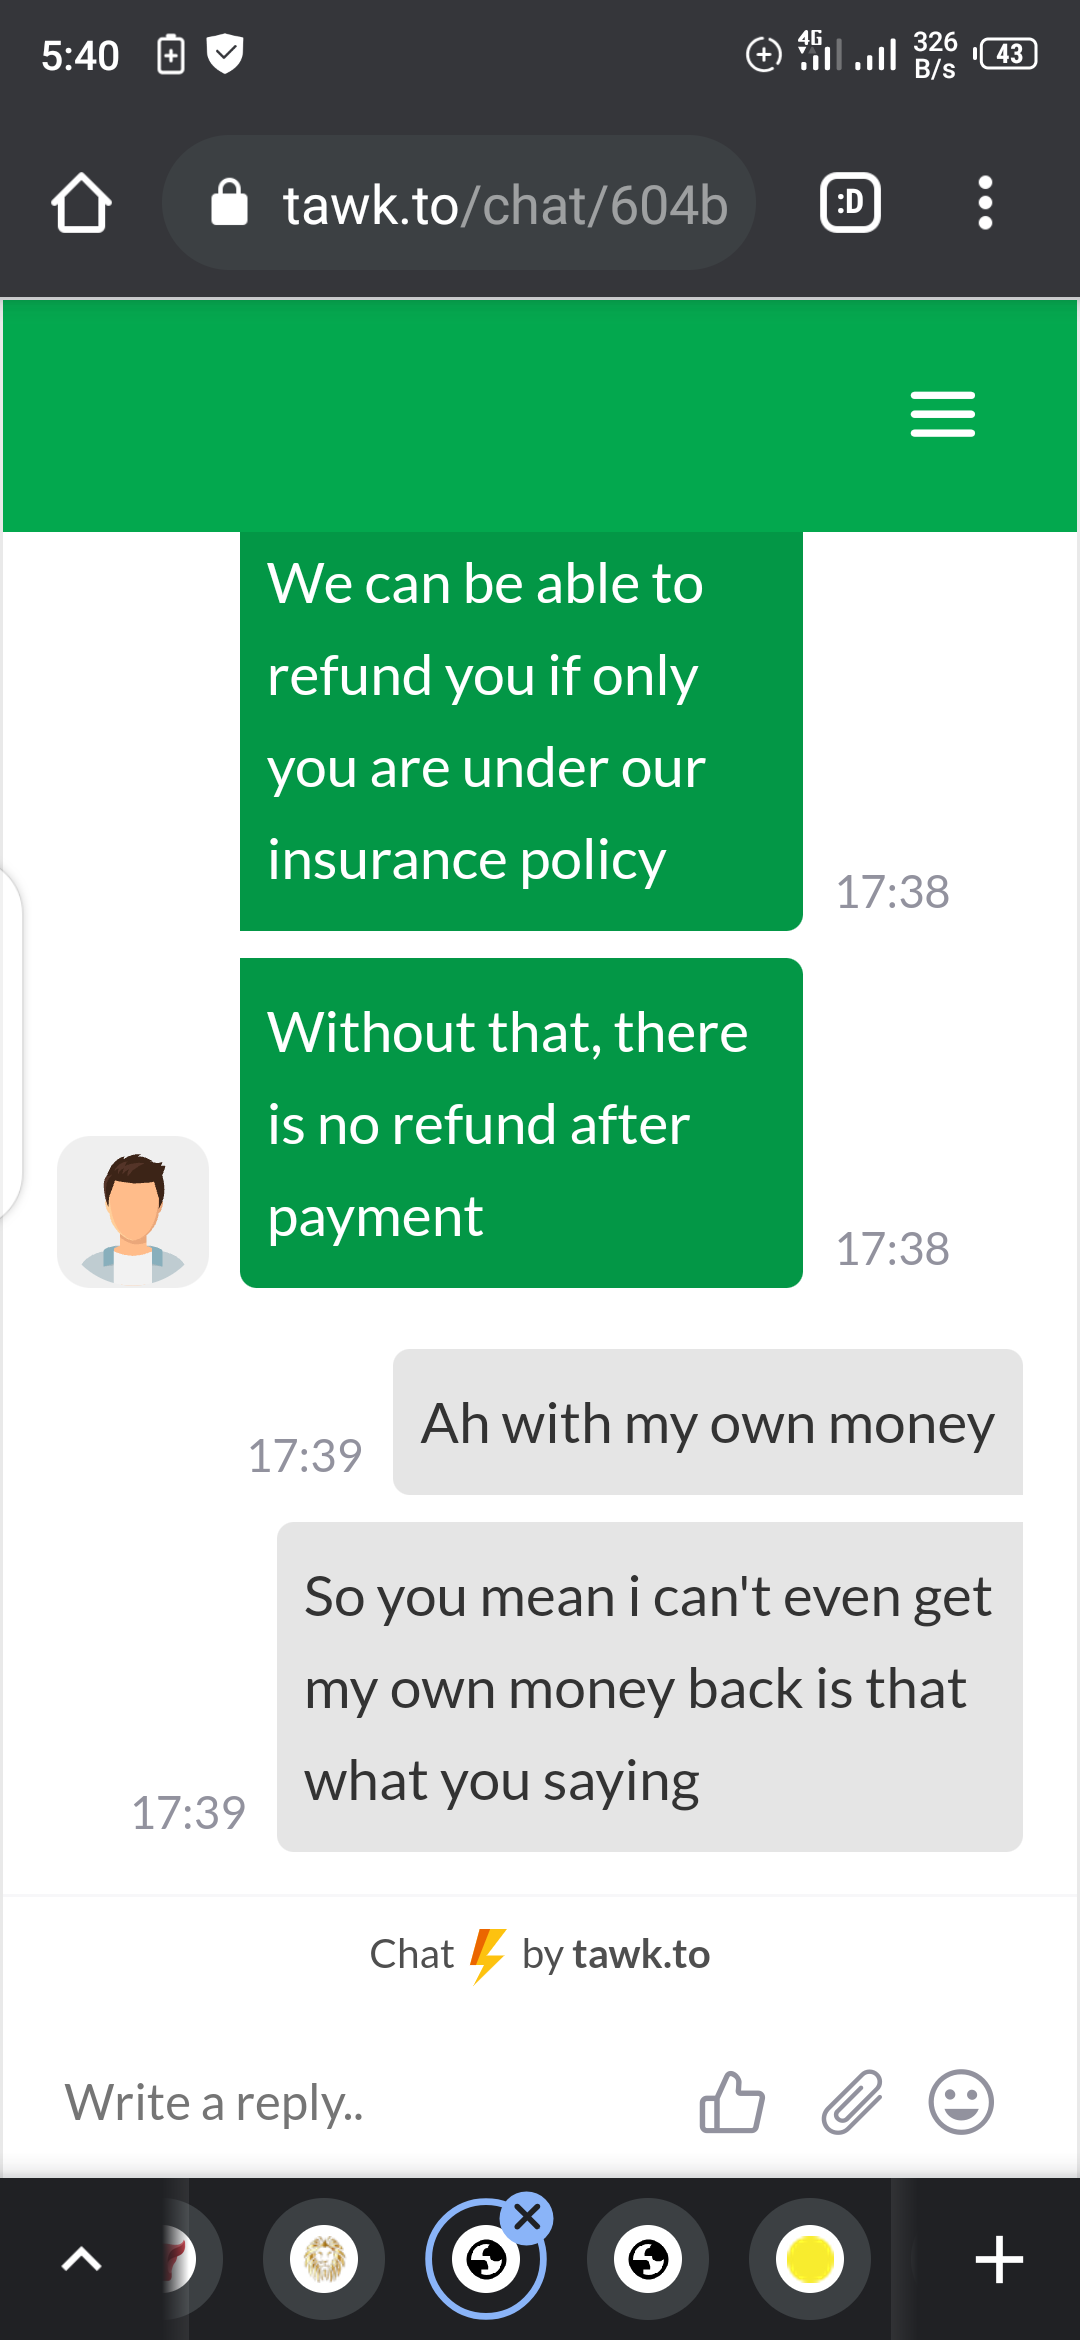 5:40
4G
326
B/s
43
tawk.to/chat/604b
:D
We can be able to
refund you if only
you are under our
insurance policy
17:38
Without that, there
is no refund after
payment
17:38
Ah with my own money
17:39
So you mean i can't even get
my own money back is that
what you saying
17:39
Chat by tawk.to
Write a reply..